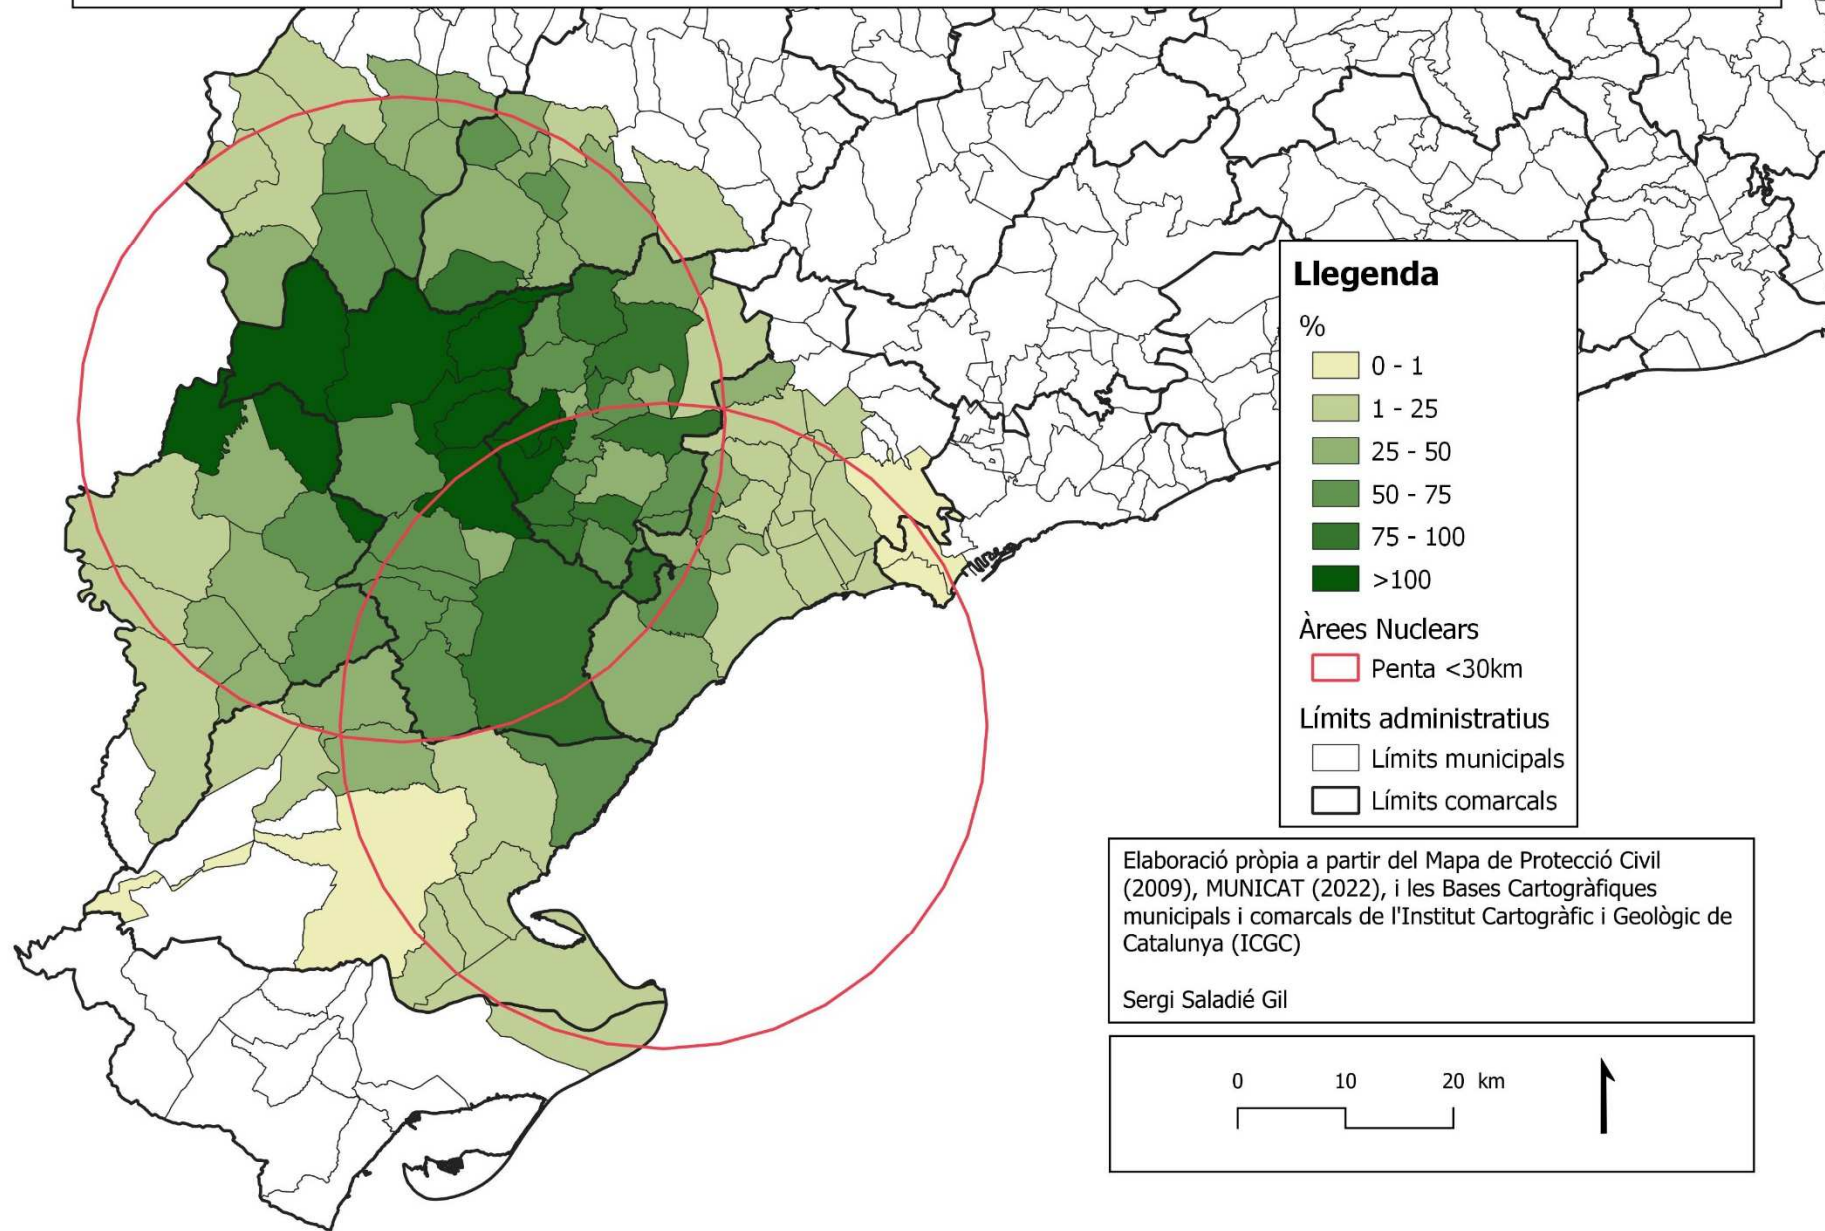 Llegenda
%
0 - 1
1 - 25
25 - 50
50 - 75
75 - 100
>100
Àrees Nuclears
Penta <30km
Límits administratius
Límits municipals
Límits comarcals
Elaboració pròpia a partir del Mapa de Protecció Civil
(2009), MUNICAT (2022), i les Bases Cartogràfiques
municipals i comarcals de l'Institut Cartogràfic i Geològic de
Catalunya (ICGC)
Sergi Saladié Gil
0 10 20 km